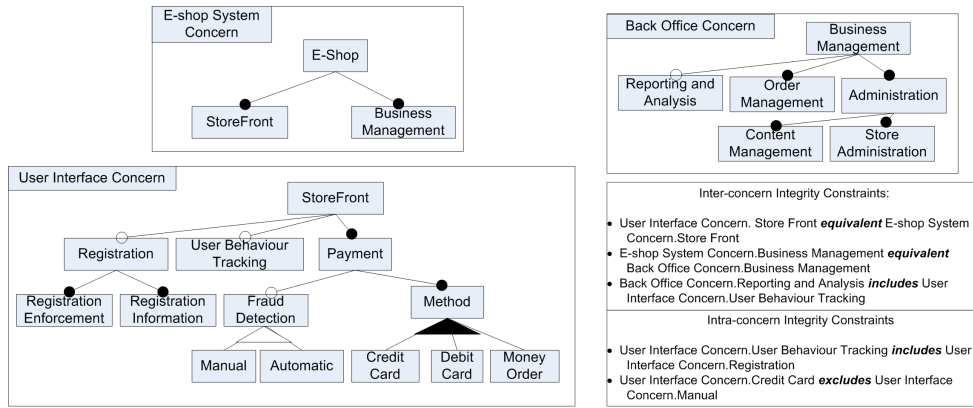 E-shop System
Concern
E-Shop
StoreFront
Business
Management
User Interface Concern
StoreFront
Registration
User Behaviour
Tracking
Payment
Registration
Enforcement
Registration
Information
Fraud
Detection
Method
Manual
Automatic
Credit
Card
Debit
Card
Money
Order
Back Office Concern
Business
Management
Reporting and
Analysis
Order
Management
Administration
Content
Management
Store
Administration
Inter-concern Integrity Constraints:
• User Interface Concern. Store Front equivalent E-shop System
Concern.Store Front
• E-shop System Concern.Business Management equivalent
Back Office Concern.Business Management
• Back Office Concern.Reporting and Analysis includes User
Interface Concern.User Behaviour Tracking
Intra-concern Integrity Constraints
• User Interface Concern.User Behaviour Tracking includes User
Interface Concern.Registration
• User Interface Concern.Credit Card excludes User Interface
Concern.Manual